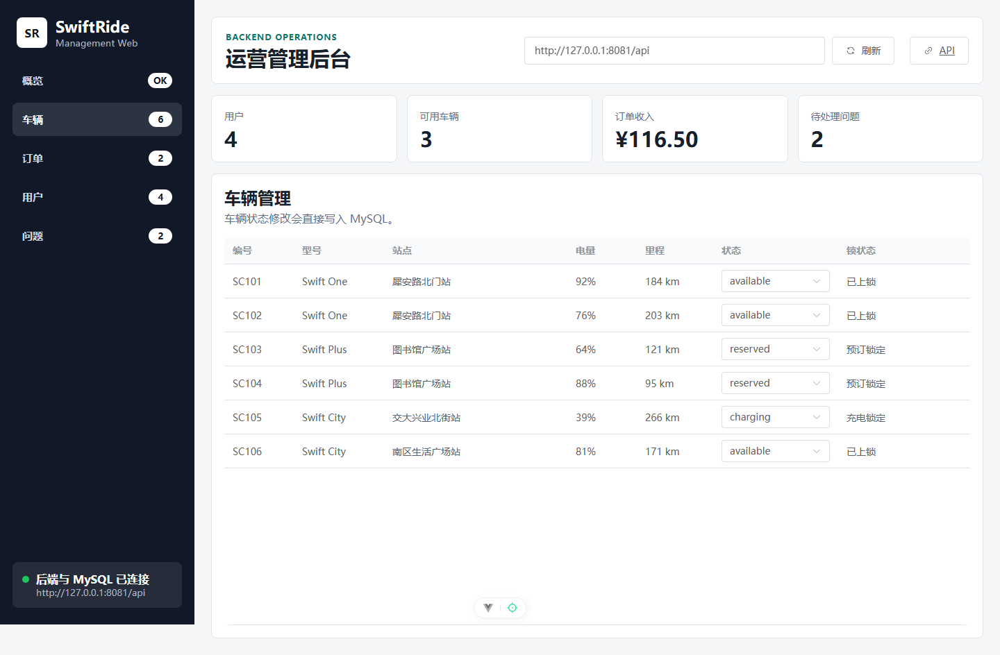 SR
SwiftRide
Management Web
概览 OK
车辆 6
订单 2
用户 4
问题 2
后端与 MySQL 已连接
http://127.0.0.1:8081/api
BACKEND OPERATIONS
运营管理后台
http://127.0.0.1:8081/api
刷新
API
用户
4
可用车辆
3
订单收入
¥116.50
待处理问题
2
车辆管理
车辆状态修改会直接写入 MySQL。
编号 型号 站点 电量 里程 状态 锁状态
SC101 Swift One 犀安路北门站 92% 184 km available 已上锁
SC102 Swift One 犀安路北门站 76% 203 km available 已上锁
SC103 Swift Plus 图书馆广场站 64% 121 km reserved 预订锁定
SC104 Swift Plus 图书馆广场站 88% 95 km reserved 预订锁定
SC105 Swift City 交大兴业北街站 39% 266 km charging 充电锁定
SC106 Swift City 南区生活广场站 81% 171 km available 已上锁